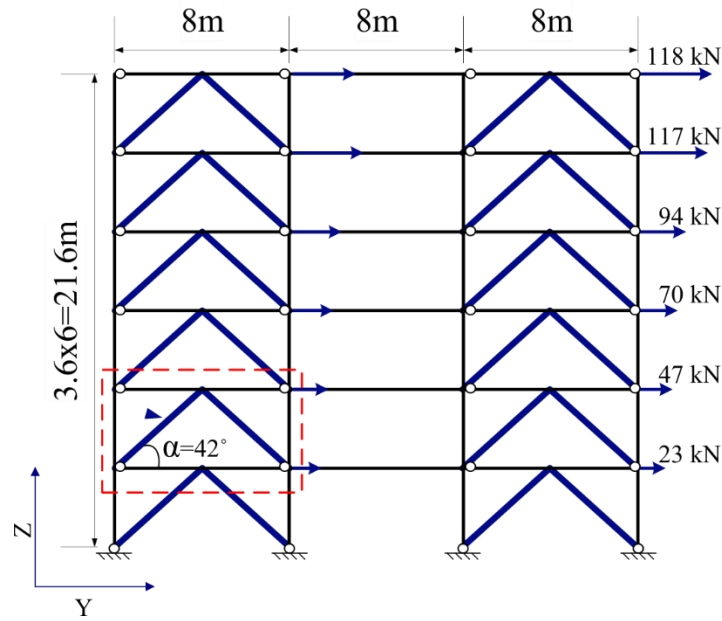 8m 8m 8m
118 kN
117 kN
94 kN
70 kN
47 kN
23 kN
3.6x6=21.6m
α=42°
Z
Y